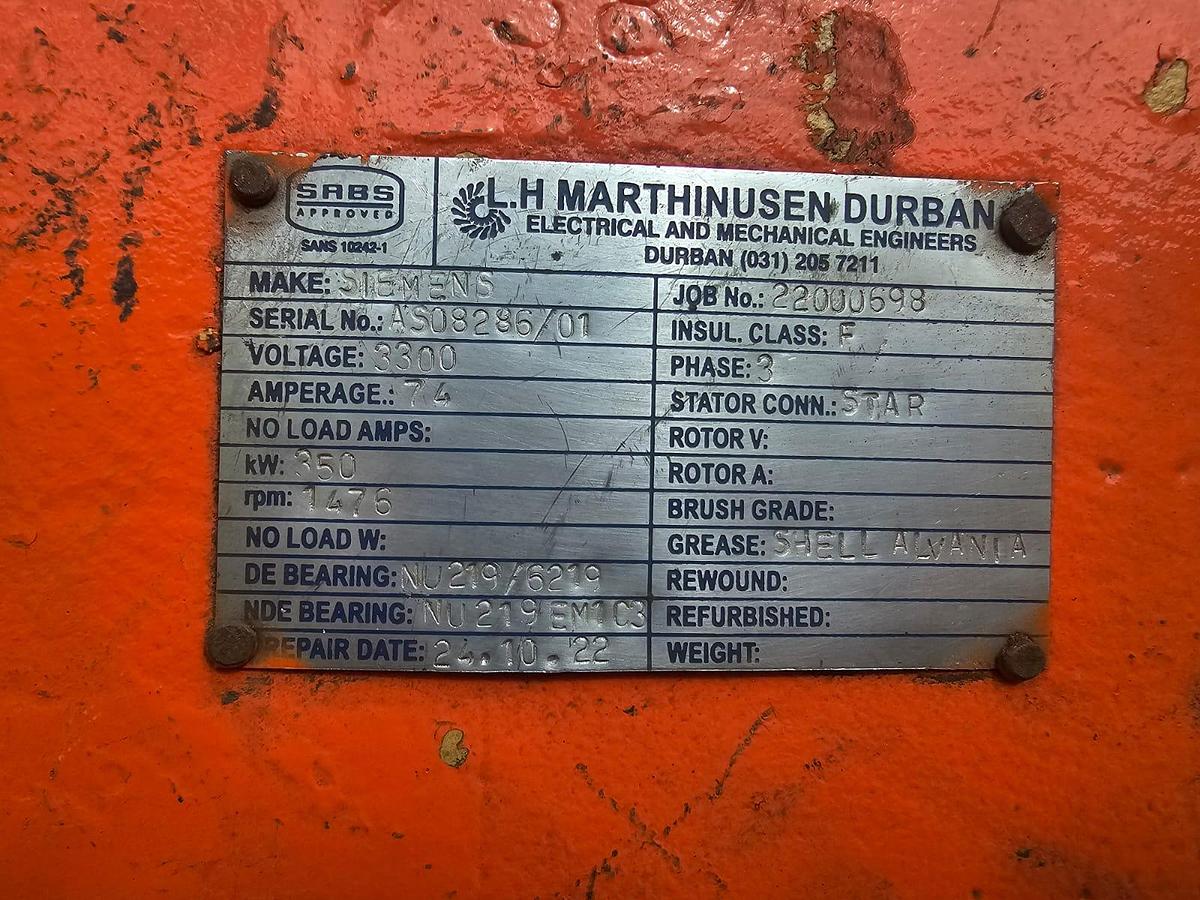 SABS
APPROVED
SANS 10242-1
L.H MARTHINUSEN DURBAN
ELECTRICAL AND MECHANICAL ENGINEERS
DURBAN (031) 205 7211
MAKE: SIEMENS
SERIAL No.: AS08286/01
VOLTAGE: 3300
AMPERAGE.: 74
NO LOAD AMPS:
kW: 350
rpm: 1476
NO LOAD W:
DE BEARING: NU219/6219
NDE BEARING: NU219EM1C3
REPAIR DATE: 24.10.'22
JOB No.: 22000698
INSUL. CLASS: F
PHASE: 3
STATOR CONN.: STAR
ROTOR V:
ROTOR A:
BRUSH GRADE:
GREASE: SHELL ALVANIA
REWOUND:
REFURBISHED:
WEIGHT: